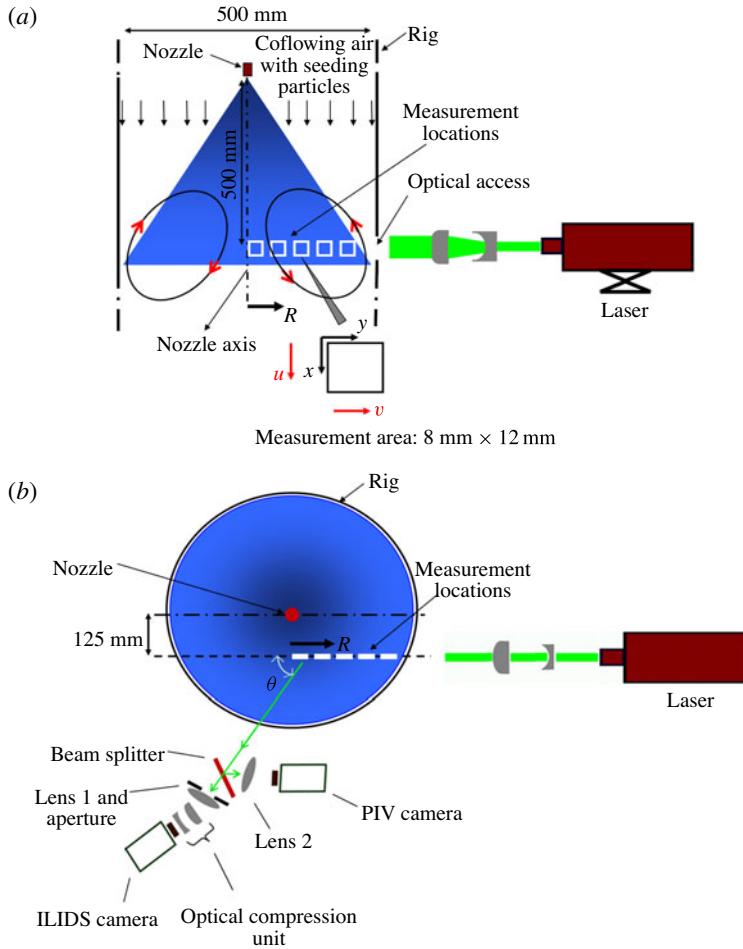 (a)
500 mm
Rig
Nozzle
Coflowing air
with seeding
particles
Measurement
locations
500 mm
Optical access
R
Laser
Nozzle axis
y
x
u
v
Measurement area: 8 mm × 12 mm
(b)
Rig
Nozzle
Measurement
locations
125 mm
R
θ
Laser
Beam splitter
Lens 1 and
aperture
PIV camera
Lens 2
ILIDS camera
Optical compression
unit